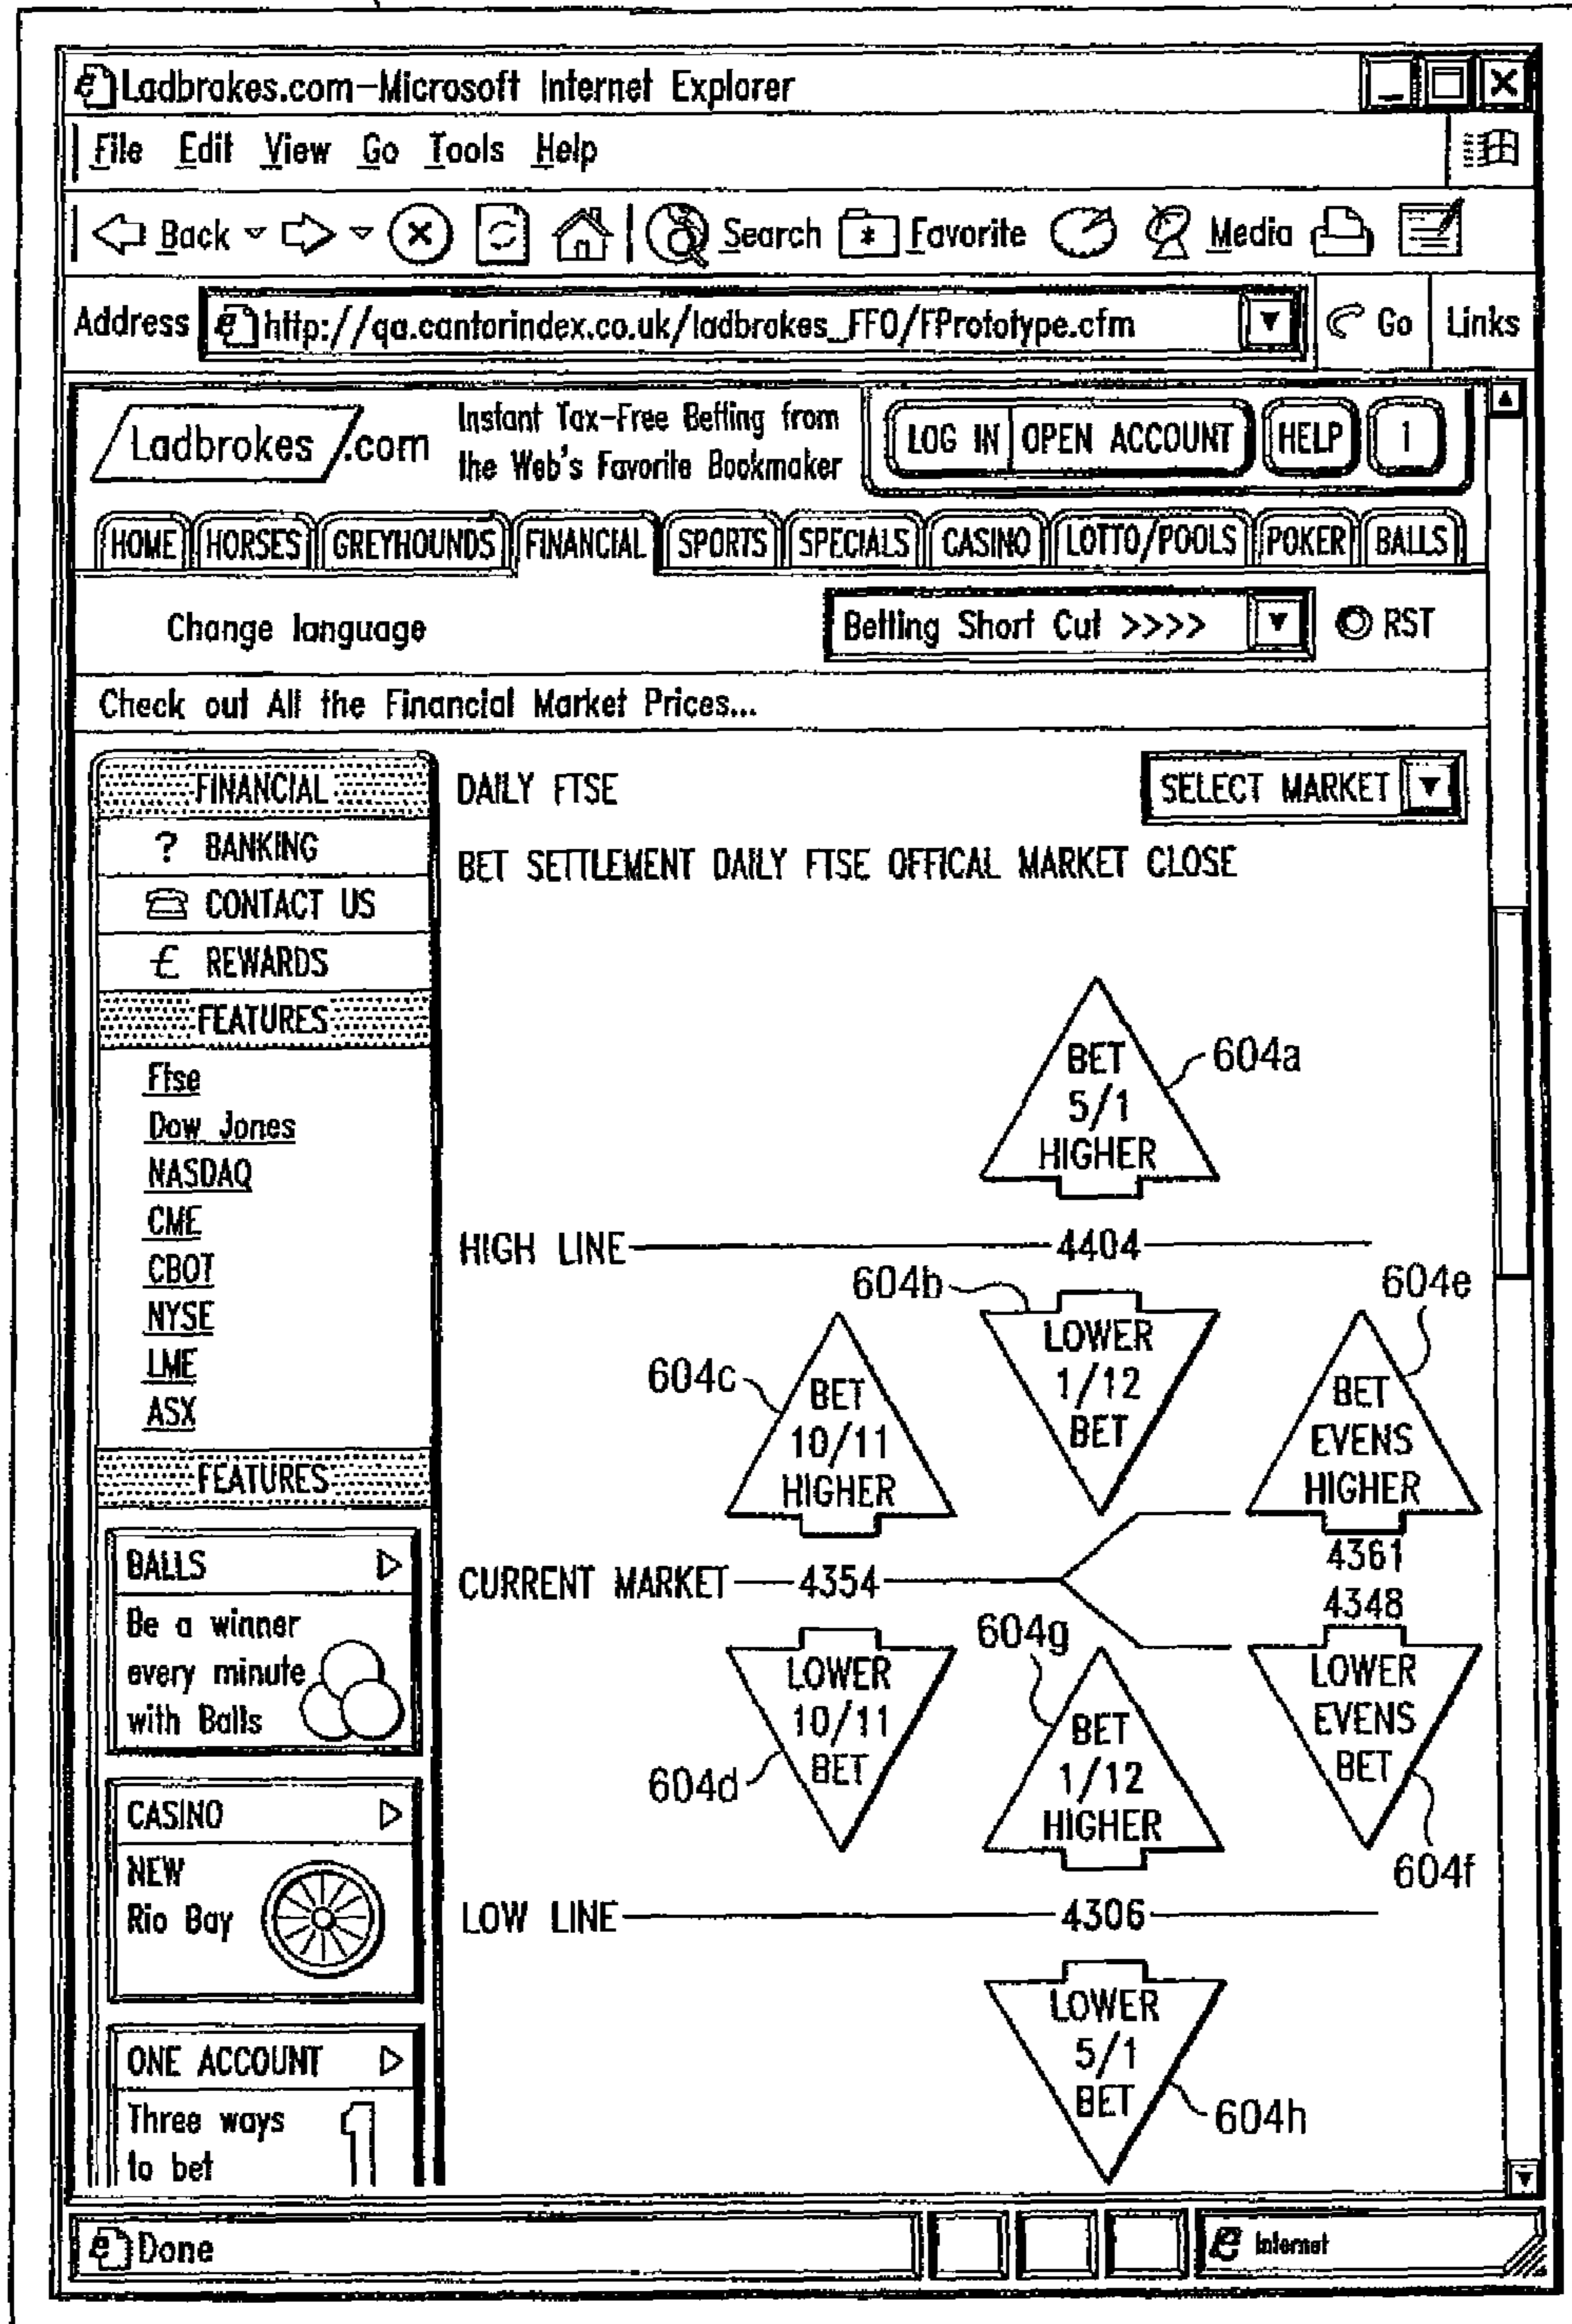 Ladbrakes.com-Microsoft Internet Explorer
File Edit View Go Tools Help
Back Search Favorite Media
Address http://qa.cantorindex.co.uk/ladbrokes_FFO/FPrototype.cfm Go Links
Ladbrokes .com
Instant Tax-Free Betting from
the Web's Favorite Bookmaker
LOG IN OPEN ACCOUNT HELP 1
HOME HORSES GREYHOUNDS FINANCIAL SPORTS SPECIALS CASINO LOTTO/POOLS POKER BALLS
Change language
Betting Short Cut >>>>
RST
Check out All the Financial Market Prices...
FINANCIAL
? BANKING
CONTACT US
£ REWARDS
FEATURES
Ftse
Dow Jones
NASDAQ
CME
CBOT
NYSE
LME
ASX
FEATURES
BALLS
Be a winner
every minute
with Balls
CASINO
NEW
Rio Bay
ONE ACCOUNT
Three ways
to bet
1
DAILY FTSE
SELECT MARKET
BET SETTLEMENT DAILY FTSE OFFICAL MARKET CLOSE
BET
5/1
HIGHER
604a
HIGH LINE 4404
604b
LOWER
1/12
BET
604c
BET
10/11
HIGHER
604e
BET
EVENS
HIGHER
4361
CURRENT MARKET 4354
4348
604d
LOWER
10/11
BET
604g
BET
1/12
HIGHER
LOWER
EVENS
BET
604f
LOW LINE 4306
LOWER
5/1
BET
604h
Done
Internet